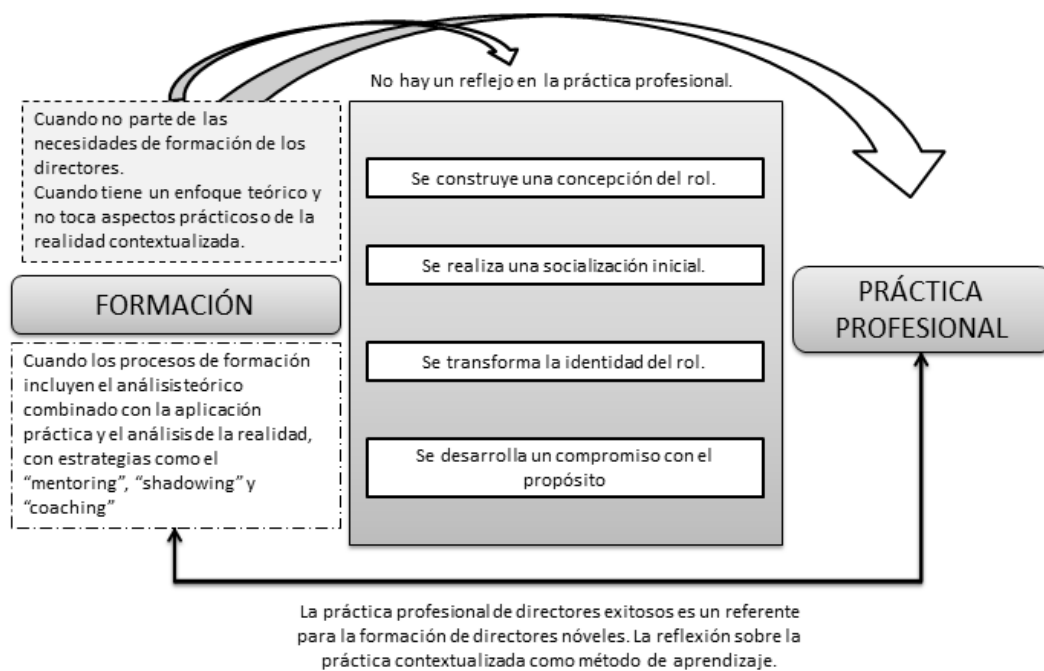 No hay un reflejo en la práctica profesional.
Cuando no parte de las
necesidades de formación de los
directores.
Cuando tiene un enfoque teórico y
no toca aspectos prácticos o de la
realidad contextualizada.
FORMACIÓN
Cuando los procesos de formación
incluyen el análisis teórico
combinado con la aplicación
práctica y el análisis de la realidad,
con estrategias como el
“mentoring”, “shadowing” y
“coaching”
Se construye una concepción del rol.
Se realiza una socialización inicial.
Se transforma la identidad del rol.
Se desarrolla un compromiso con el
propósito
PRÁCTICA
PROFESIONAL
La práctica profesional de directores exitosos es un referente
para la formación de directores nóveles. La reflexión sobre la
práctica contextualizada como método de aprendizaje.